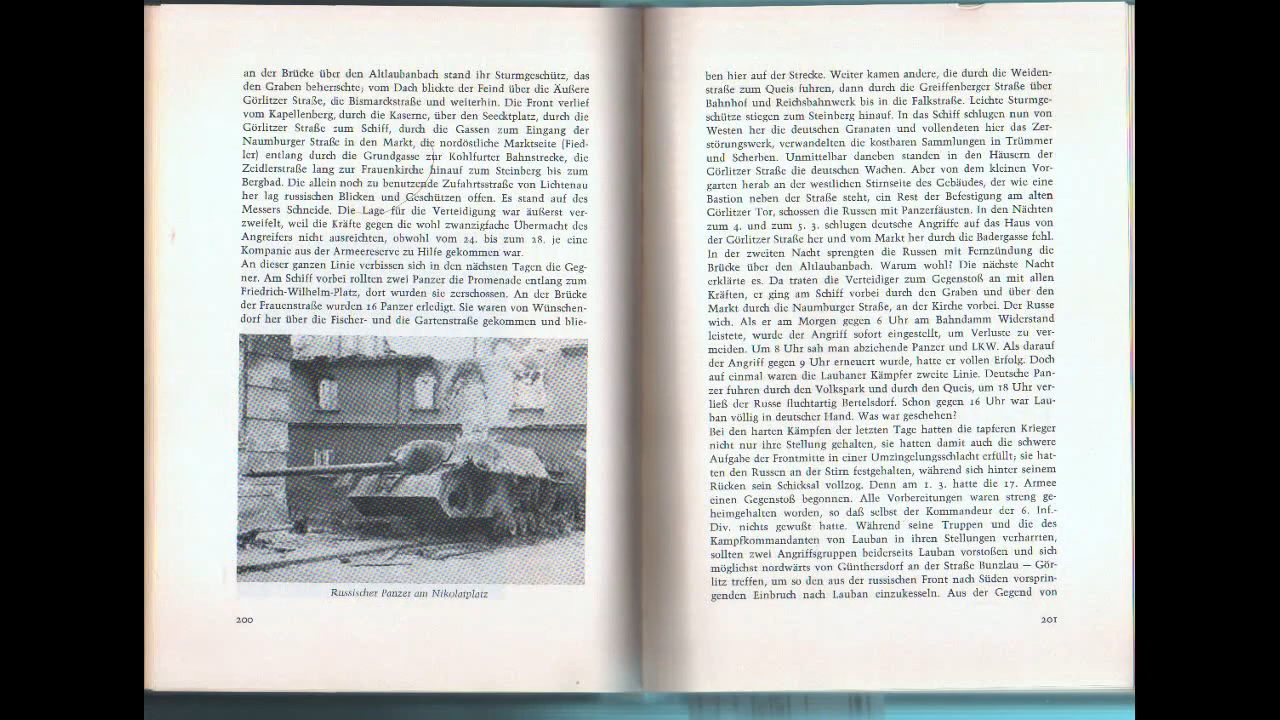 an der Brücke über den Altlaubanbach stand ihr Sturmgeschütz, das
den Graben beherrschte; vom Dach blickte der Feind über die Äußere
Görlitzer Straße, die Bismarckstraße und weiterhin. Die Front verlief
vom Kapellenberg, durch die Kaserne, über den Seecktplatz, durch die
Görlitzer Straße zum Schiff, durch die Gassen zum Eingang der
Naumburger Straße in den Markt, die nordöstliche Marktseite (Fied-
ler) entlang durch die Grundgasse zur Kohlfurter Bahnstrecke, die
Zeidlerstraße lang zur Frauenkirche hinauf zum Steinberg bis zum
Bergbad. Die allein noch zu benutzende Zufahrtsstraße von Lichtenau
her lag russischen Blicken und Geschützen offen. Es stand auf des
Messers Schneide. Die Lage für die Verteidigung war äußerst ver-
zweifelt, weil die Kräfte gegen die wohl zwanzigfache Übermacht des
Angreifers nicht ausreichten, obwohl vom 24. bis zum 28. je eine
Kompanie aus der Armeereserve zu Hilfe gekommen war.
An dieser ganzen Linie verbissen sich in den nächsten Tagen die Geg-
ner. Am Schiff vorbei rollten zwei Panzer die Promenade entlang zum
Friedrich-Wilhelm-Platz, dort wurden sie zerschossen. An der Brücke
der Frauenstraße wurden 16 Panzer erledigt. Sie waren von Wünschen-
dorf her über die Fischer- und die Gartenstraße gekommen und blie-
Russischer Panzer am Nikolaiplatz
200
ben hier auf der Strecke. Weiter kamen andere, die durch die Weiden-
straße zum Queis fuhren, dann durch die Greiffenberger Straße über
Bahnhof und Reichsbahnwerk bis in die Falkstraße. Leichte Sturmge-
schütze stiegen zum Steinberg hinauf. In das Schiff schlugen nun von
Westen her die deutschen Granaten und vollendeten hier das Zer-
störungswerk, verwandelten die kostbaren Sammlungen in Trümmer
und Scherben. Unmittelbar daneben standen in den Häusern der
Görlitzer Straße die deutschen Wachen. Aber von dem kleinen Vor-
garten herab an der westlichen Stirnseite des Gebäudes, der wie eine
Bastion neben der Straße steht, ein Rest der Befestigung am alten
Görlitzer Tor, schossen die Russen mit Panzerfäusten. In den Nächten
zum 4. und zum 5. 3. schlugen deutsche Angriffe auf das Haus von
der Görlitzer Straße her und vom Markt her durch die Badergasse fehl.
In der zweiten Nacht sprengten die Russen mit Fernzündung die
Brücke über den Altlaubanbach. Warum wohl? Die nächste Nacht
erklärte es. Da traten die Verteidiger zum Gegenstoß an mit allen
Kräften, er ging am Schiff vorbei durch den Graben und über den
Markt durch die Naumburger Straße, an der Kirche vorbei. Der Russe
wich. Als er am Morgen gegen 6 Uhr am Bahndamm Widerstand
leistete, wurde der Angriff sofort eingestellt, um Verluste zu ver-
meiden. Um 8 Uhr sah man abziehende Panzer und LKW. Als darauf
der Angriff gegen 9 Uhr erneuert wurde, hatte er vollen Erfolg. Doch
auf einmal waren die Laubaner Kämpfer zweite Linie. Deutsche Pan-
zer fuhren durch den Volkspark und durch den Queis, um 18 Uhr ver-
ließ der Russe fluchtartig Bertelsdorf. Schon gegen 16 Uhr war Lau-
ban völlig in deutscher Hand. Was war geschehen?
Bei den harten Kämpfen der letzten Tage hatten die tapferen Krieger
nicht nur ihre Stellung gehalten, sie hatten damit auch die schwere
Aufgabe der Frontmitte in einer Umzingelungsschlacht erfüllt; sie hat-
ten den Russen an der Stirn festgehalten, während sich hinter seinem
Rücken sein Schicksal vollzog. Denn am 1. 3. hatte die 17. Armee
einen Gegenstoß begonnen. Alle Vorbereitungen waren streng ge-
heimgehalten worden, so daß selbst der Kommandeur der 6. Inf.-
Div. nichts gewußt hatte. Während seine Truppen und die des
Kampfkommandanten von Lauban in ihren Stellungen verharrten,
sollten zwei Angriffsgruppen beiderseits Lauban vorstoßen und sich
möglichst nordwärts von Günthersdorf an der Straße Bunzlau — Gör-
litz treffen, um so den aus der russischen Front nach Süden vorsprin-
genden Einbruch nach Lauban einzukesseln. Aus der Gegend von
201